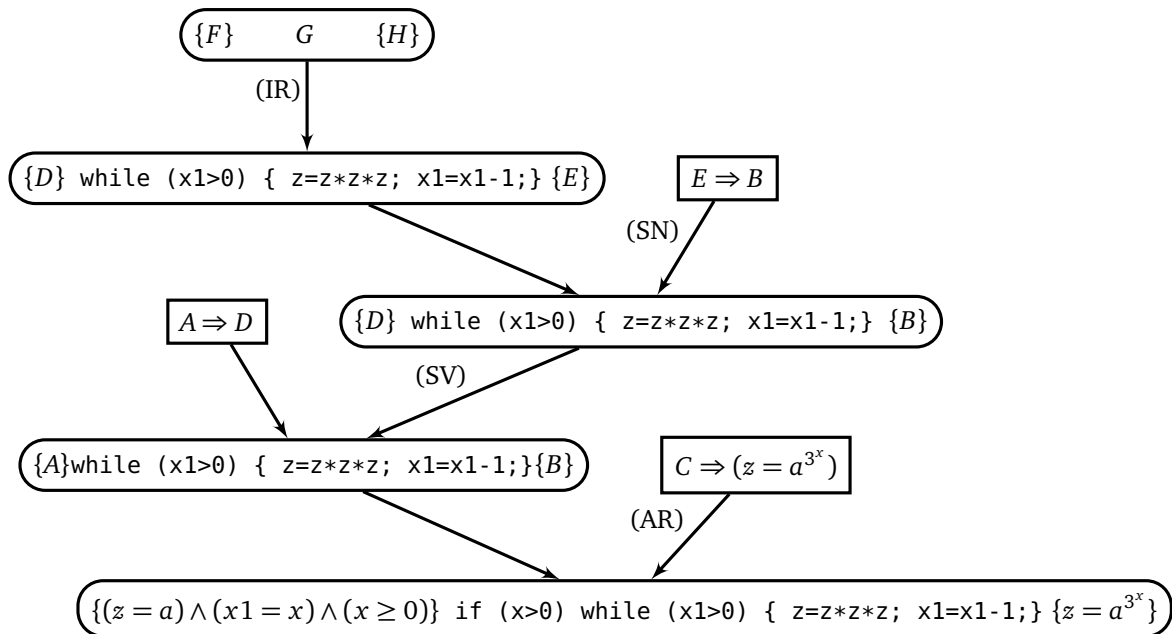 {F} G {H}
(IR)
{D} while (x1>0) { z=z*z*z; x1=x1-1;} {E}
E ⇒ B
(SN)
A ⇒ D
{D} while (x1>0) { z=z*z*z; x1=x1-1;} {B}
(SV)
{A}while (x1>0) { z=z*z*z; x1=x1-1;}{B}
C ⇒ (z = a^{3^x})
(AR)
{(z = a) ∧ (x1 = x) ∧ (x ≥ 0)} if (x>0) while (x1>0) { z=z*z*z; x1=x1-1;} {z = a^{3^x}}